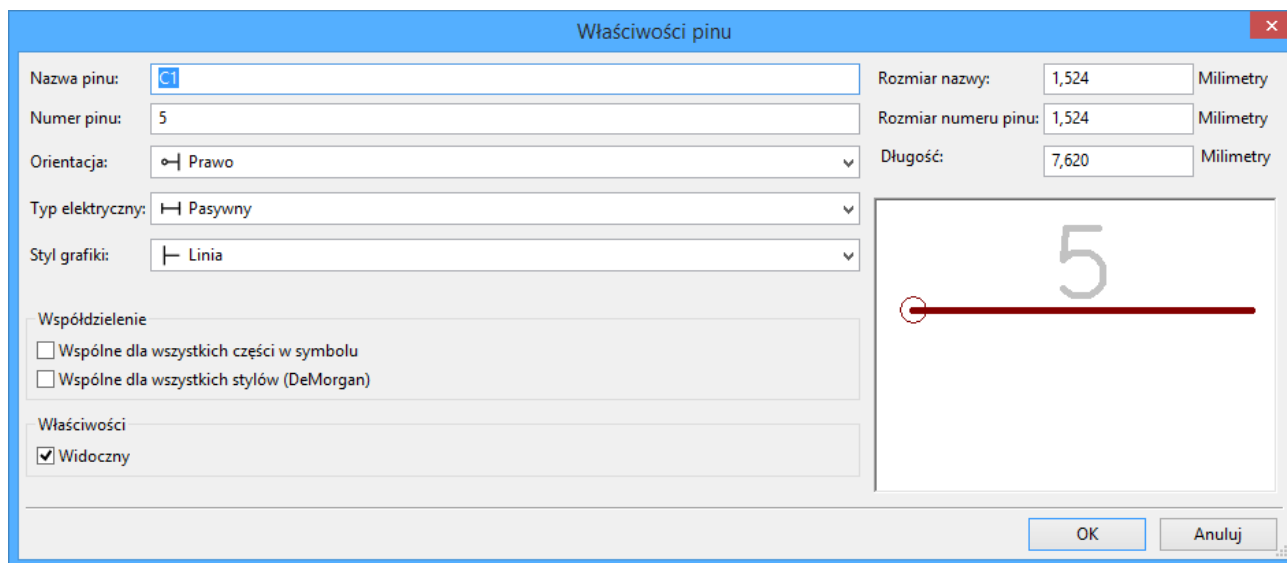 Właściwości pinu
Nazwa pinu: C1
Numer pinu: 5
Orientacja: Prawo
Typ elektryczny: Pasywny
Styl grafiki: Linia
Współdzielenie
Wspólne dla wszystkich części w symbolu
Wspólne dla wszystkich stylów (DeMorgan)
Właściwości
Widoczny
Rozmiar nazwy: 1,524 Milimetry
Rozmiar numeru pinu: 1,524 Milimetry
Długość: 7,620 Milimetry
5
OK Anuluj